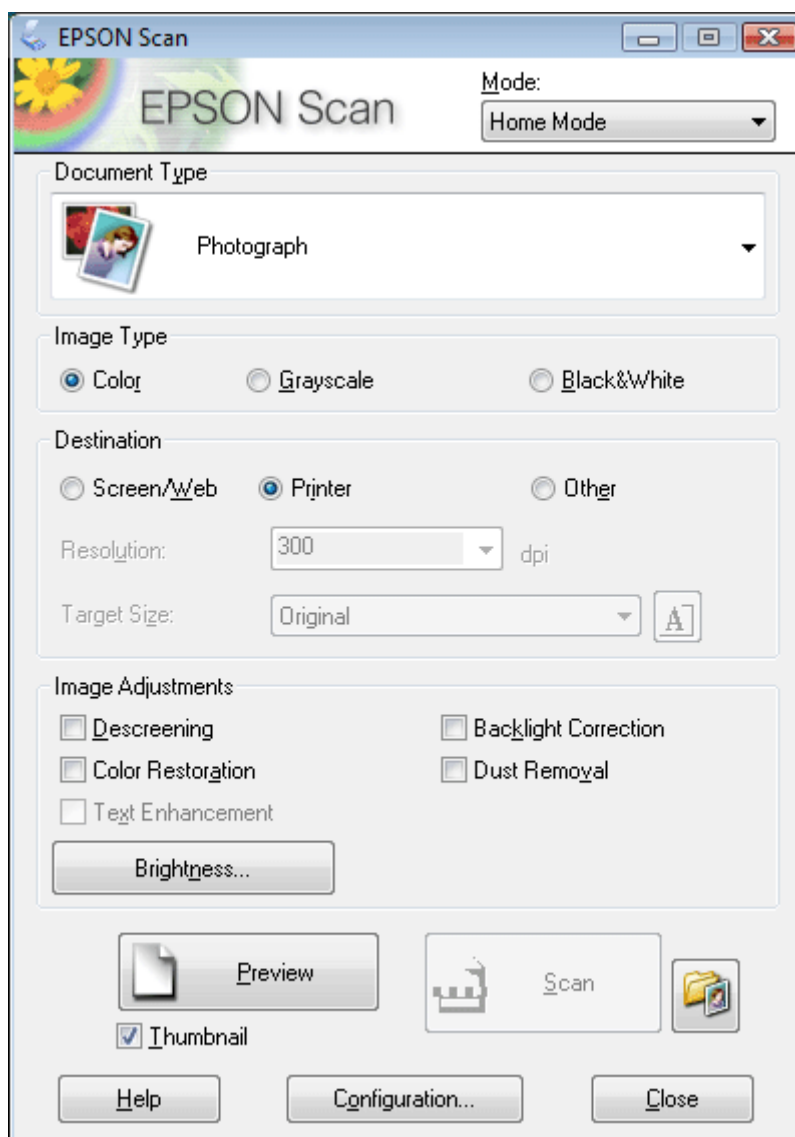 EPSON Scan
EPSON Scan
Mode:
Home Mode
Document Type
Photograph
Image Type
Color Grayscale Black&White
Destination
Screen/Web Printer Other
Resolution: 300 dpi
Target Size: Original A
Image Adjustments
Descreening Backlight Correction
Color Restoration Dust Removal
Text Enhancement
Brightness...
Preview Scan
Thumbnail
Help Configuration... Close